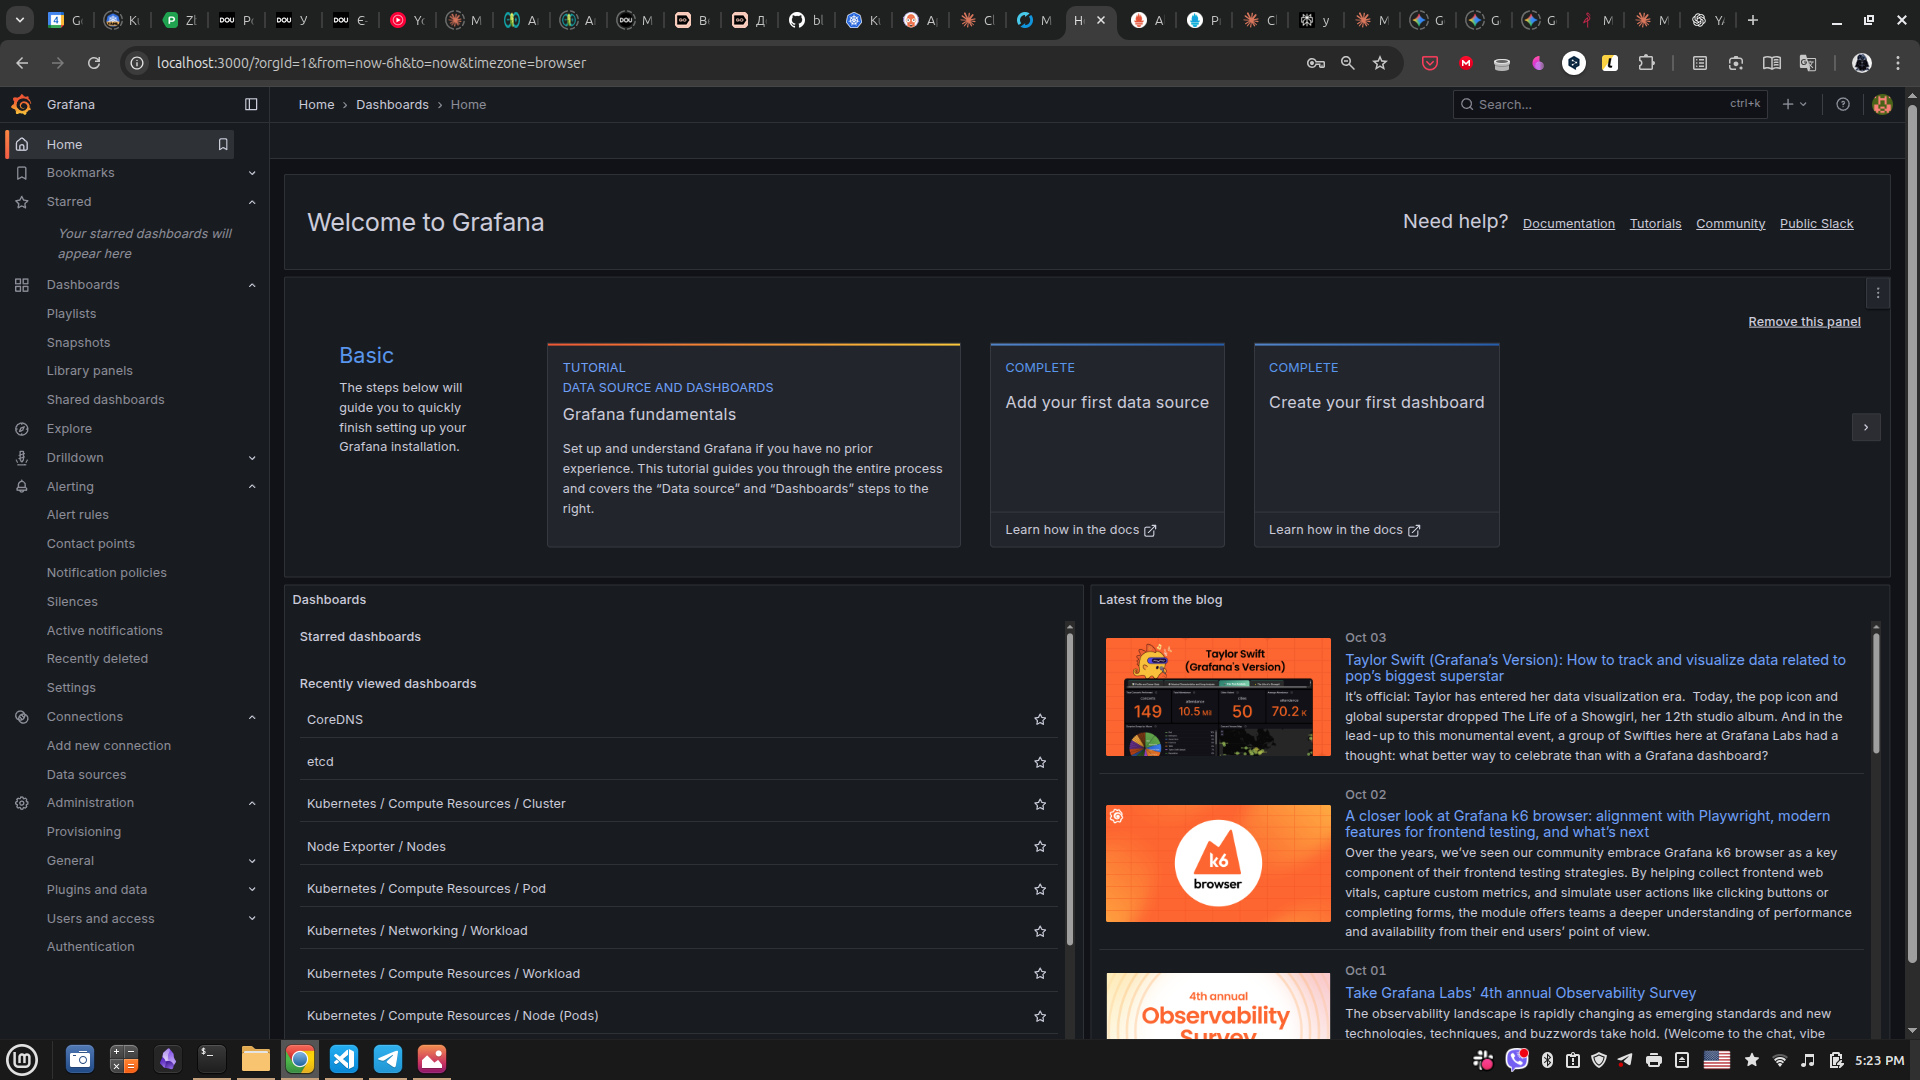 localhost:3000/?orgId=1&from=now-6h&to=now&timezone=browser
Grafana
Home › Dashboards › Home
Search... ctrl+k
Home
Bookmarks
Starred
Your starred dashboards will
appear here
Dashboards
Playlists
Snapshots
Library panels
Shared dashboards
Explore
Drilldown
Alerting
Alert rules
Contact points
Notification policies
Silences
Active notifications
Recently deleted
Settings
Connections
Add new connection
Data sources
Administration
Provisioning
General
Plugins and data
Users and access
Authentication
Welcome to Grafana
Need help? Documentation Tutorials Community Public Slack
Remove this panel
Basic
The steps below will
guide you to quickly
finish setting up your
Grafana installation.
TUTORIAL
DATA SOURCE AND DASHBOARDS
Grafana fundamentals
Set up and understand Grafana if you have no prior
experience. This tutorial guides you through the entire process
and covers the “Data source” and “Dashboards” steps to the
right.
COMPLETE
Add your first data source
Learn how in the docs
COMPLETE
Create your first dashboard
Learn how in the docs
Dashboards
Starred dashboards
Recently viewed dashboards
CoreDNS
etcd
Kubernetes / Compute Resources / Cluster
Node Exporter / Nodes
Kubernetes / Compute Resources / Pod
Kubernetes / Networking / Workload
Kubernetes / Compute Resources / Workload
Kubernetes / Compute Resources / Node (Pods)
Latest from the blog
Taylor Swift
(Grafana's Version)
149 10.5 Mil 50 70.2 K
Oct 03
Taylor Swift (Grafana’s Version): How to track and visualize data related to
pop’s biggest superstar
It’s official: Taylor has entered her data visualization era. Today, the pop icon and
global superstar dropped The Life of a Showgirl, her 12th studio album. And in the
lead-up to this monumental event, a group of Swifties here at Grafana Labs had a
thought: what better way to celebrate than with a Grafana dashboard?
k6
browser
Oct 02
A closer look at Grafana k6 browser: alignment with Playwright, modern
features for frontend testing, and what’s next
Over the years, we’ve seen our community embrace Grafana k6 browser as a key
component of their frontend testing strategies. By helping collect frontend web
vitals, capture custom metrics, and simulate user actions like clicking buttons or
completing forms, the module offers teams a deeper understanding of performance
and availability from their end users’ point of view.
4th annual
Observability
Survey
Oct 01
Take Grafana Labs' 4th annual Observability Survey
The observability landscape is rapidly changing as emerging standards and new
technologies, techniques, and buzzwords take hold. (Welcome to the chat, vibe
5:23 PM